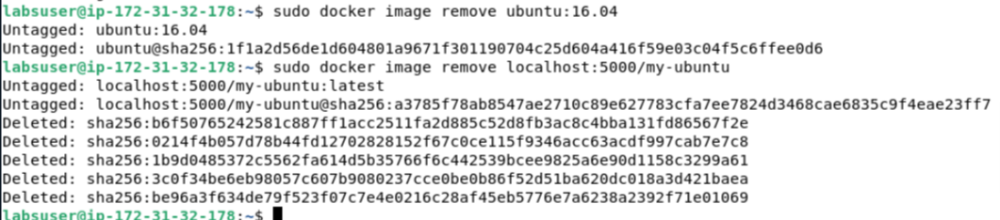 labsuser@ip-172-31-32-178:~$ sudo docker image remove ubuntu:16.04
Untagged: ubuntu:16.04
Untagged: ubuntu@sha256:1f1a2d56de1d604801a9671f301190704c25d604a416f59e03c04f5c6ffee0d6
labsuser@ip-172-31-32-178:~$ sudo docker image remove localhost:5000/my-ubuntu
Untagged: localhost:5000/my-ubuntu:latest
Untagged: localhost:5000/my-ubuntu@sha256:a3785f78ab8547ae2710c89e627783cfa7ee7824d3468cae6835c9f4eae23ff7
Deleted: sha256:b6f50765242581c887ff1acc2511fa2d885c52d8fb3ac8c4bba131fd86567f2e
Deleted: sha256:0214f4b057d78b44fd12702828152f67c0ce115f9346acc63acdf997cab7e7c8
Deleted: sha256:1b9d0485372c5562fa614d5b35766f6c442539bcee9825a6e90d1158c3299a61
Deleted: sha256:3c0f34be6eb98057c607b9080237cce0be0b86f52d51ba620dc018a3d421baea
Deleted: sha256:be96a3f634de79f523f07c7e4e0216c28af45eb5776e7a6238a2392f71e01069
labsuser@ip-172-31-32-178:~$